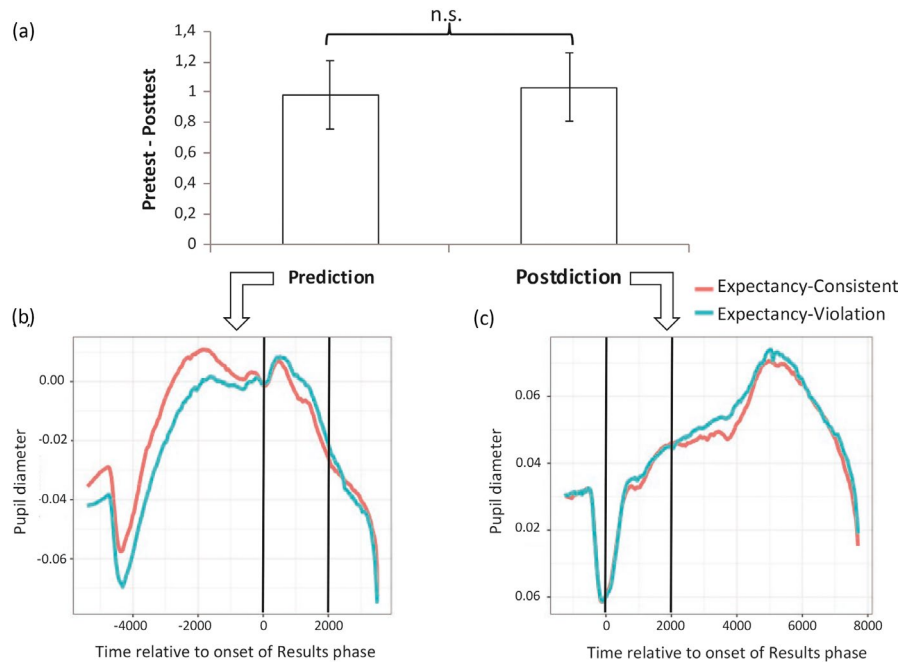 (a)
n.s.
Pretest - Posttest
1,4
1,2
1
0,8
0,6
0,4
0,2
0
Prediction
Postdiction
Expectancy-Consistent
Expectancy-Violation
(b)
Pupil diameter
0.00
-0.02
-0.04
-0.06
-4000 -2000 0 2000
Time relative to onset of Results phase
(c)
Pupil diameter
0.06
0.04
0.02
0.06
0 2000 4000 6000 8000
Time relative to onset of Results phase